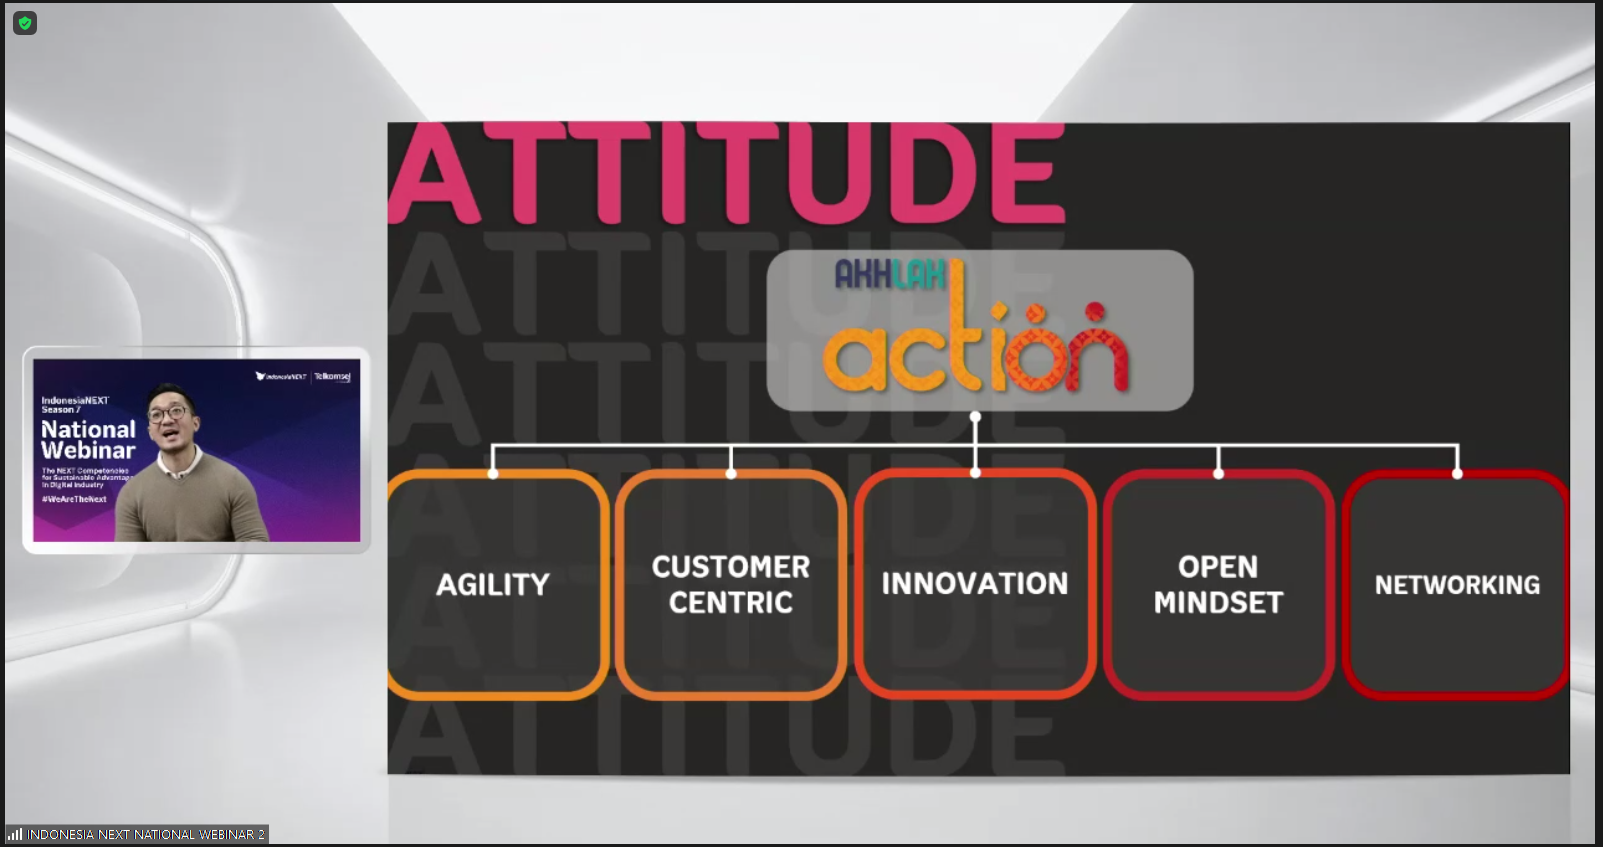 IndonesiaNEXT
Telkomsel
IndonesiaNEXT
Season 7
National
Webinar
The NEXT Competencies
for Sustainable Advantage
in Digital Industry
#WeAreTheNext
ATTITUDE
ATTITUDE
ATTITUDE
ATTITUDE
ATTITUDE
ATTITUDE
AKHLAK
action
AGILITY
CUSTOMER
CENTRIC
INNOVATION
OPEN
MINDSET
NETWORKING
INDONESIA NEXT NATIONAL WEBINAR 2